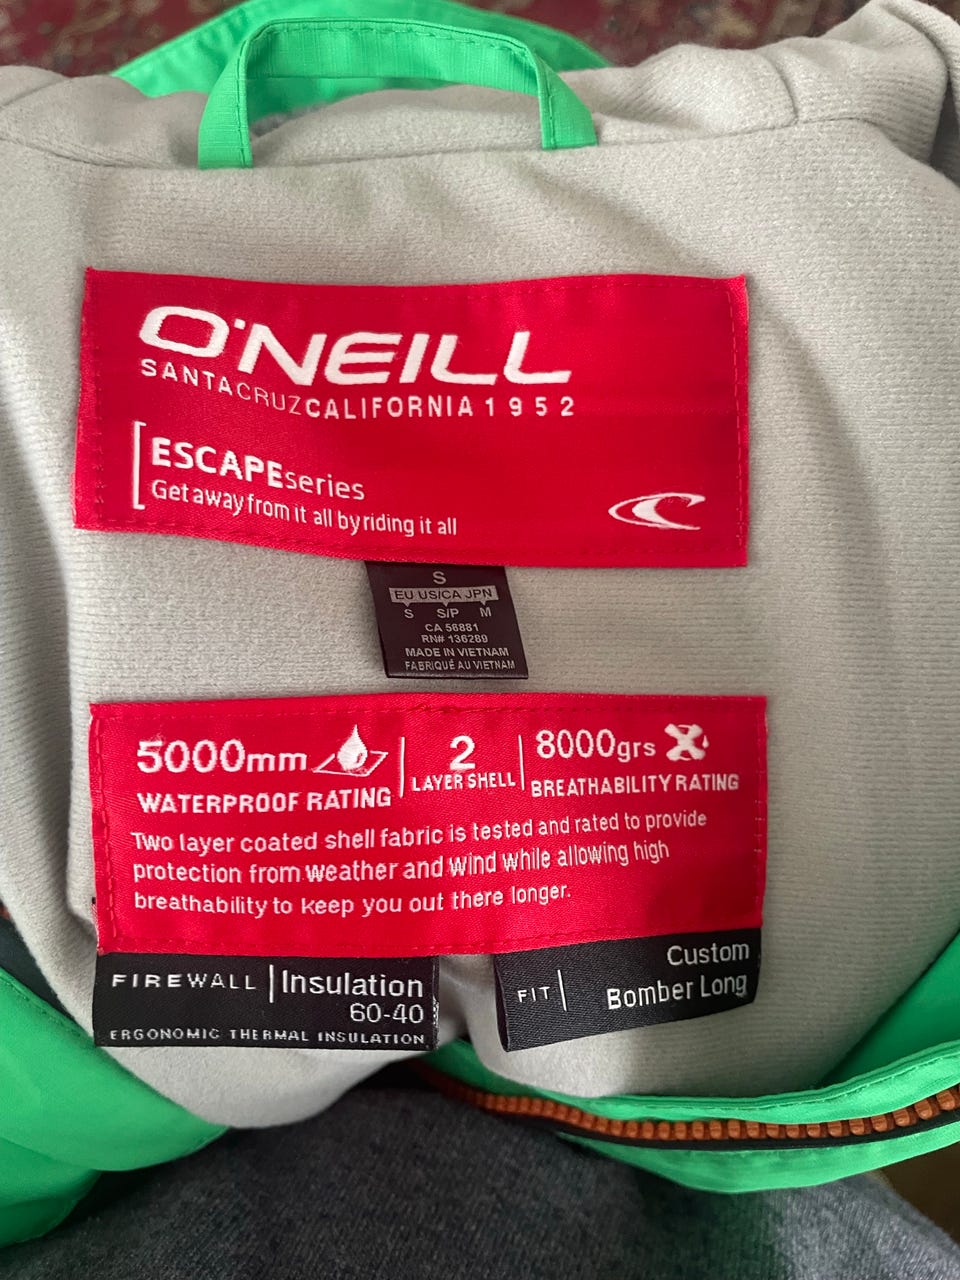 O'NEILL
SANTACRUZCALIFORNIA 1952
ESCAPEseries
Get away from it all by riding it all
S
EU US/CA JPN
S S/P M
CA 56881
RN# 136289
MADE IN VIETNAM
FABRIQUÉ AU VIETNAM
5000mm 2 8000grs
WATERPROOF RATING LAYER SHELL BREATHABILITY RATING
Two layer coated shell fabric is tested and rated to provide
protection from weather and wind while allowing high
breathability to keep you out there longer.
FIREWALL Insulation
60-40
ERGONOMIC THERMAL INSULATION
Custom
FIT Bomber Long